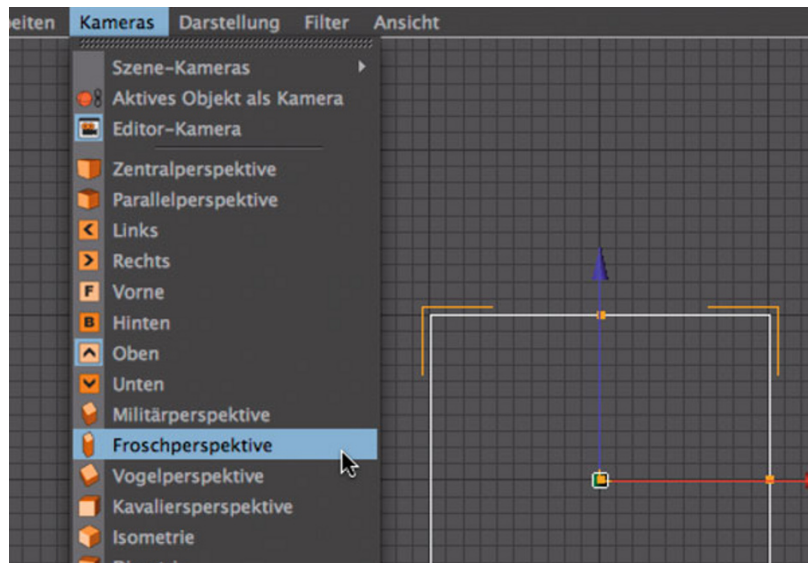 Kameras Darstellung Filter Ansicht
Szene-Kameras
Aktives Objekt als Kamera
Editor-Kamera
Zentralperspektive
Parallelperspektive
Links
Rechts
F Vorne
B Hinten
Oben
Unten
Militärperspektive
Froschperspektive
Vogelperspektive
Kavaliersperspektive
Isometrie